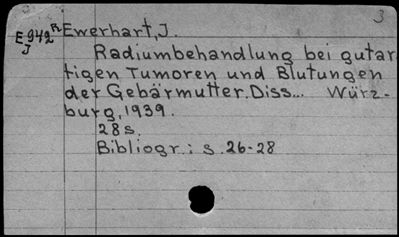 3
E 942 R Ewerhart, J.
J
Radiumbehandlung bei gutar-
tigen Tumoren und Blutungen
der Gebärmutter. Diss... Würz-
burg, 1939.
28 s.
Bibliogr.: s. 26-28